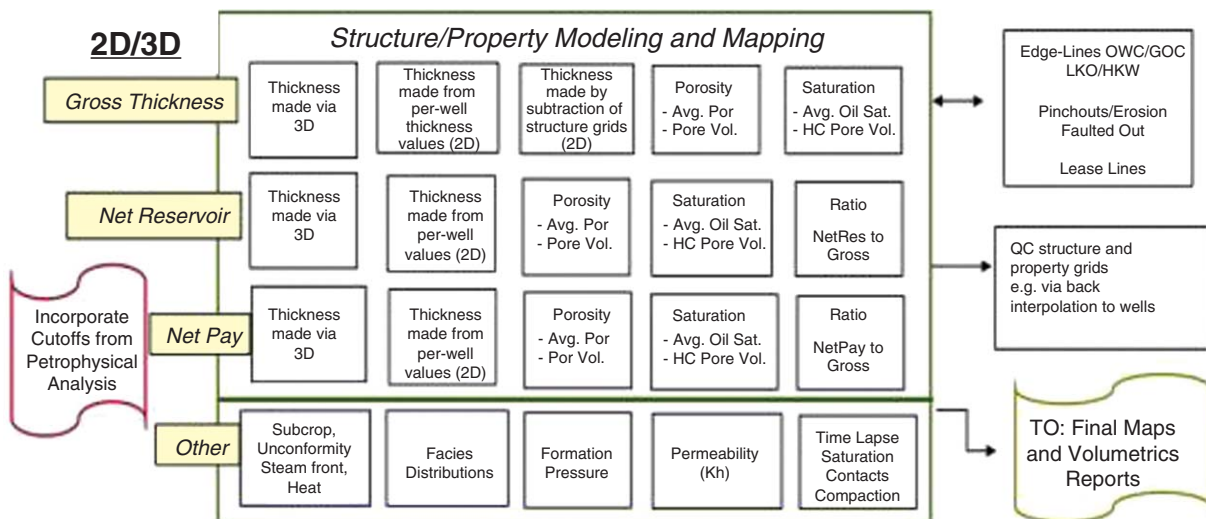 2D/3D
Structure/Property Modeling and Mapping
Gross Thickness
Thickness
made via
3D
Thickness
made from
per-well
thickness
values (2D)
Thickness
made by
subtraction of
structure grids
(2D)
Porosity
- Avg. Por
- Pore Vol.
Saturation
- Avg. Oil Sat.
- HC Pore Vol.
Edge-Lines OWC/GOC
LKO/HKW
Pinchouts/Erosion
Faulted Out
Lease Lines
Net Reservoir
Thickness
made via
3D
Thickness
made from
per-well
values (2D)
Porosity
- Avg. Por
- Pore Vol.
Saturation
- Avg. Oil Sat.
- HC Pore Vol.
Ratio
NetRes to
Gross
QC structure and
property grids
e.g. via back
interpolation to wells
Incorporate
Cutoffs from
Petrophysical
Analysis
Net Pay
Thickness
made via
3D
Thickness
made from
per-well
values (2D)
Porosity
- Avg. Por
- Por Vol.
Saturation
- Avg. Oil Sat.
- HC Pore Vol.
Ratio
NetPay to
Gross
Other
Subcrop,
Unconformity
Steam front,
Heat
Facies
Distributions
Formation
Pressure
Permeability
(Kh)
Time Lapse
Saturation
Contacts
Compaction
TO: Final Maps
and Volumetrics
Reports